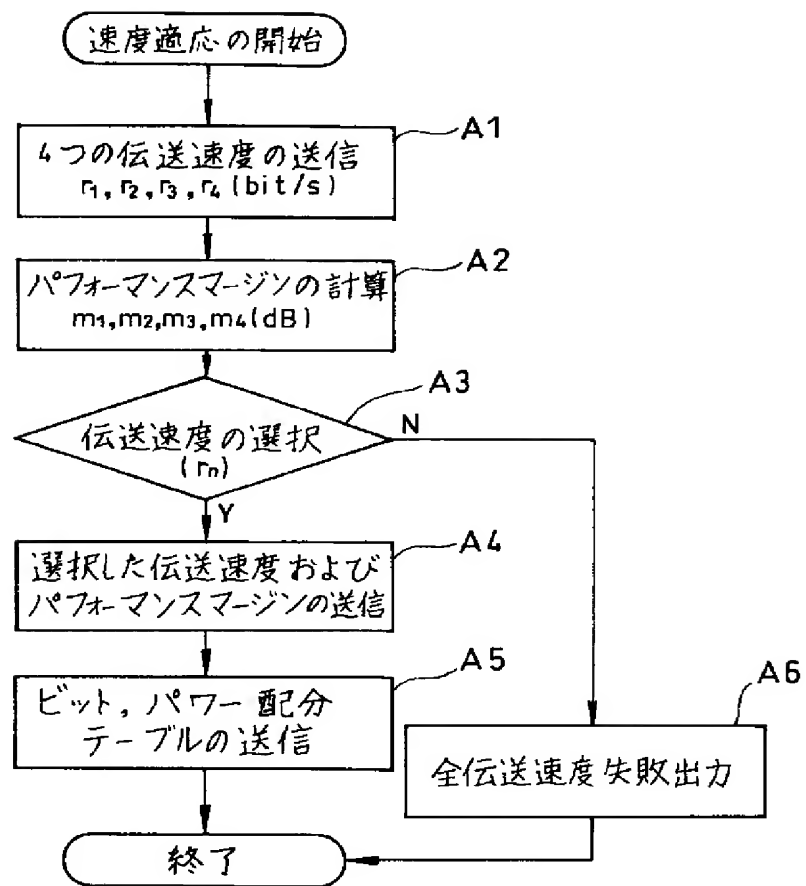 速度適応の開始
A1
4つの伝送速度の送信
r1, r2, r3, r4 (bit/s)
A2
パフォーマンスマージンの計算
m1, m2, m3, m4 (dB)
A3
伝送速度の選択
(rn)
N
Y
A4
選択した伝送速度および
パフォーマンスマージンの送信
A5
ビット, パワー配分
テーブルの送信
A6
全伝送速度失敗出力
終了